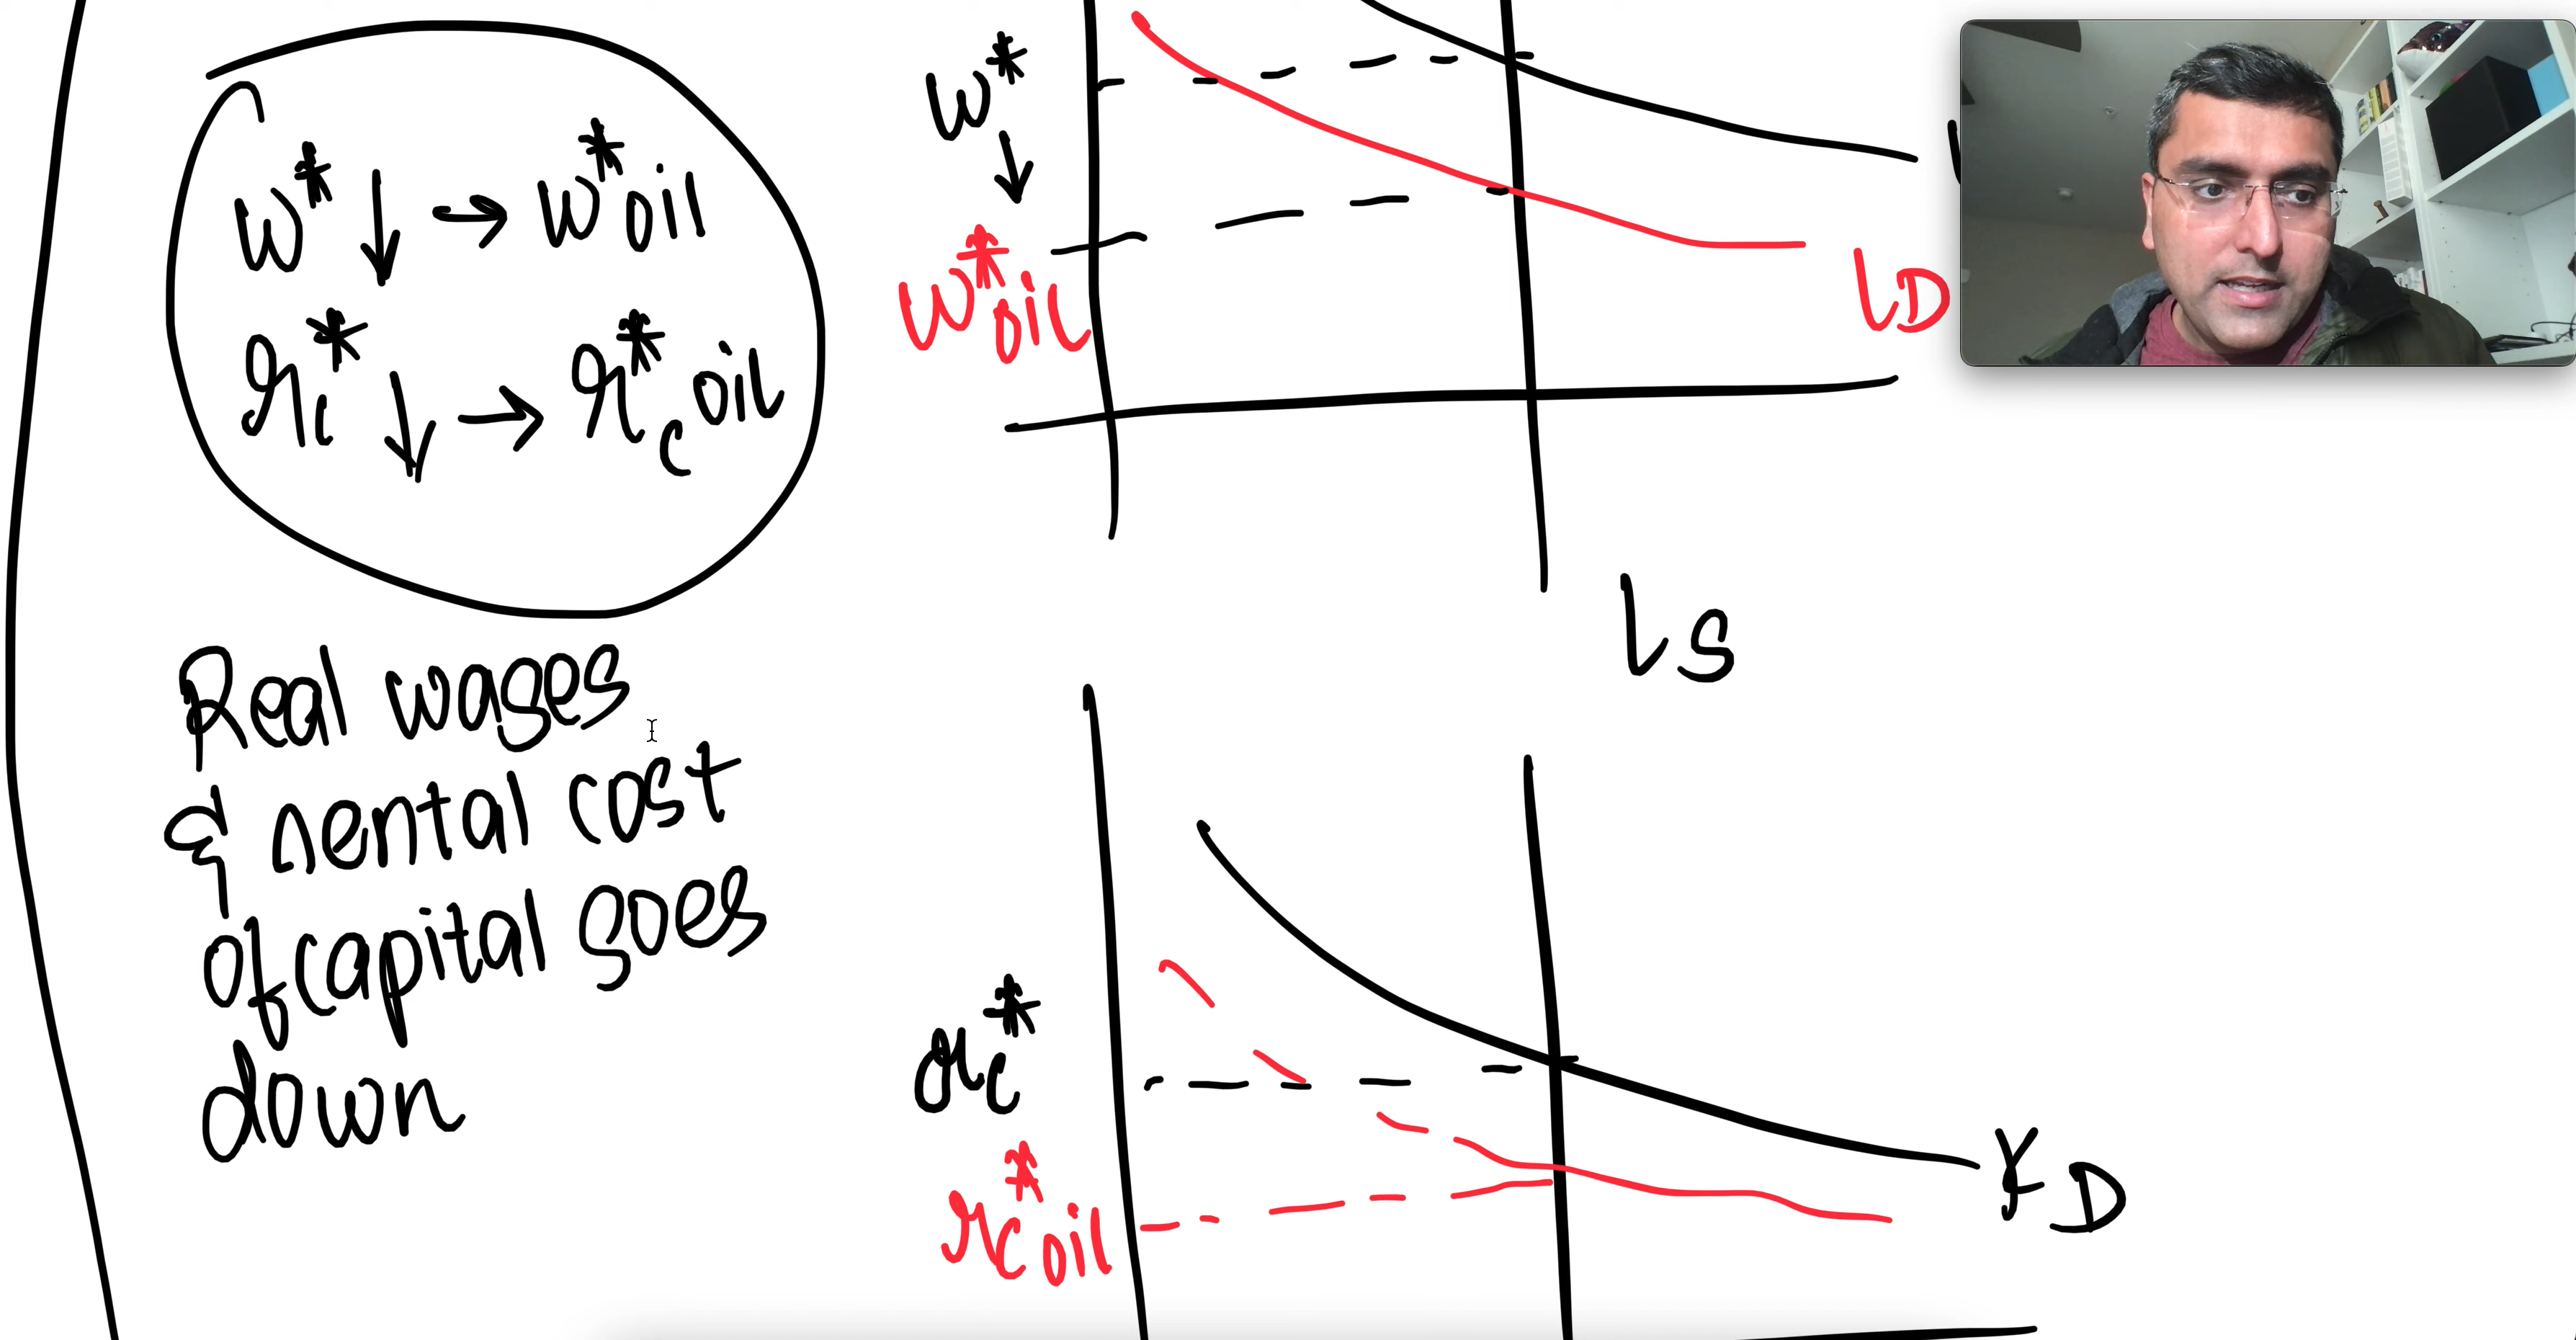 w* ↓ → w*oil
r*c ↓ → r*c oil
Real wages
& rental cost
of capital goes
down
w*
↓
w*oil
LD
LS
r*c
r*c oil
KD